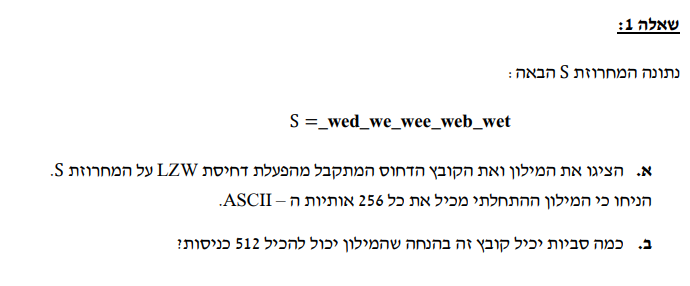 שאלה 1:
נתונה המחרוזת S הבאה:
S =_wed_we_wee_web_wet
א. הציגו את המילון ואת הקובץ הדחוס המתקבל מהפעלת דחיסת LZW על המחרוזת S.
הניחו כי המילון ההתחלתי מכיל את כל 256 אותיות ה – ASCII.
ב. כמה סביות יכיל קובץ זה בהנחה שהמילון יכול להכיל 512 כניסות?